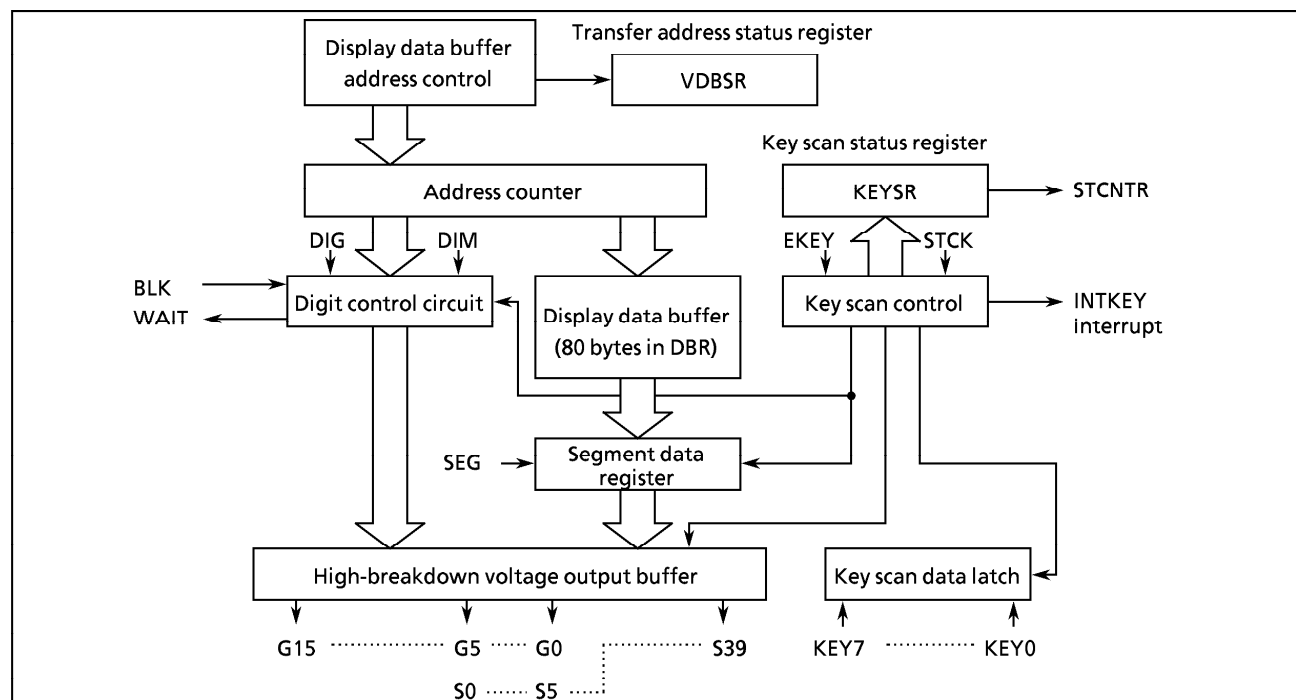 Display data buffer
address control
Transfer address status register
VDBSR
Key scan status register
Address counter
KEYSR
STCNTR
DIG
DIM
EKEY
STCK
BLK
WAIT
Digit control circuit
Display data buffer
(80 bytes in DBR)
Key scan control
INTKEY
interrupt
SEG
Segment data
register
High-breakdown voltage output buffer
Key scan data latch
G15
G5
G0
S39
KEY7
KEY0
S0
S5